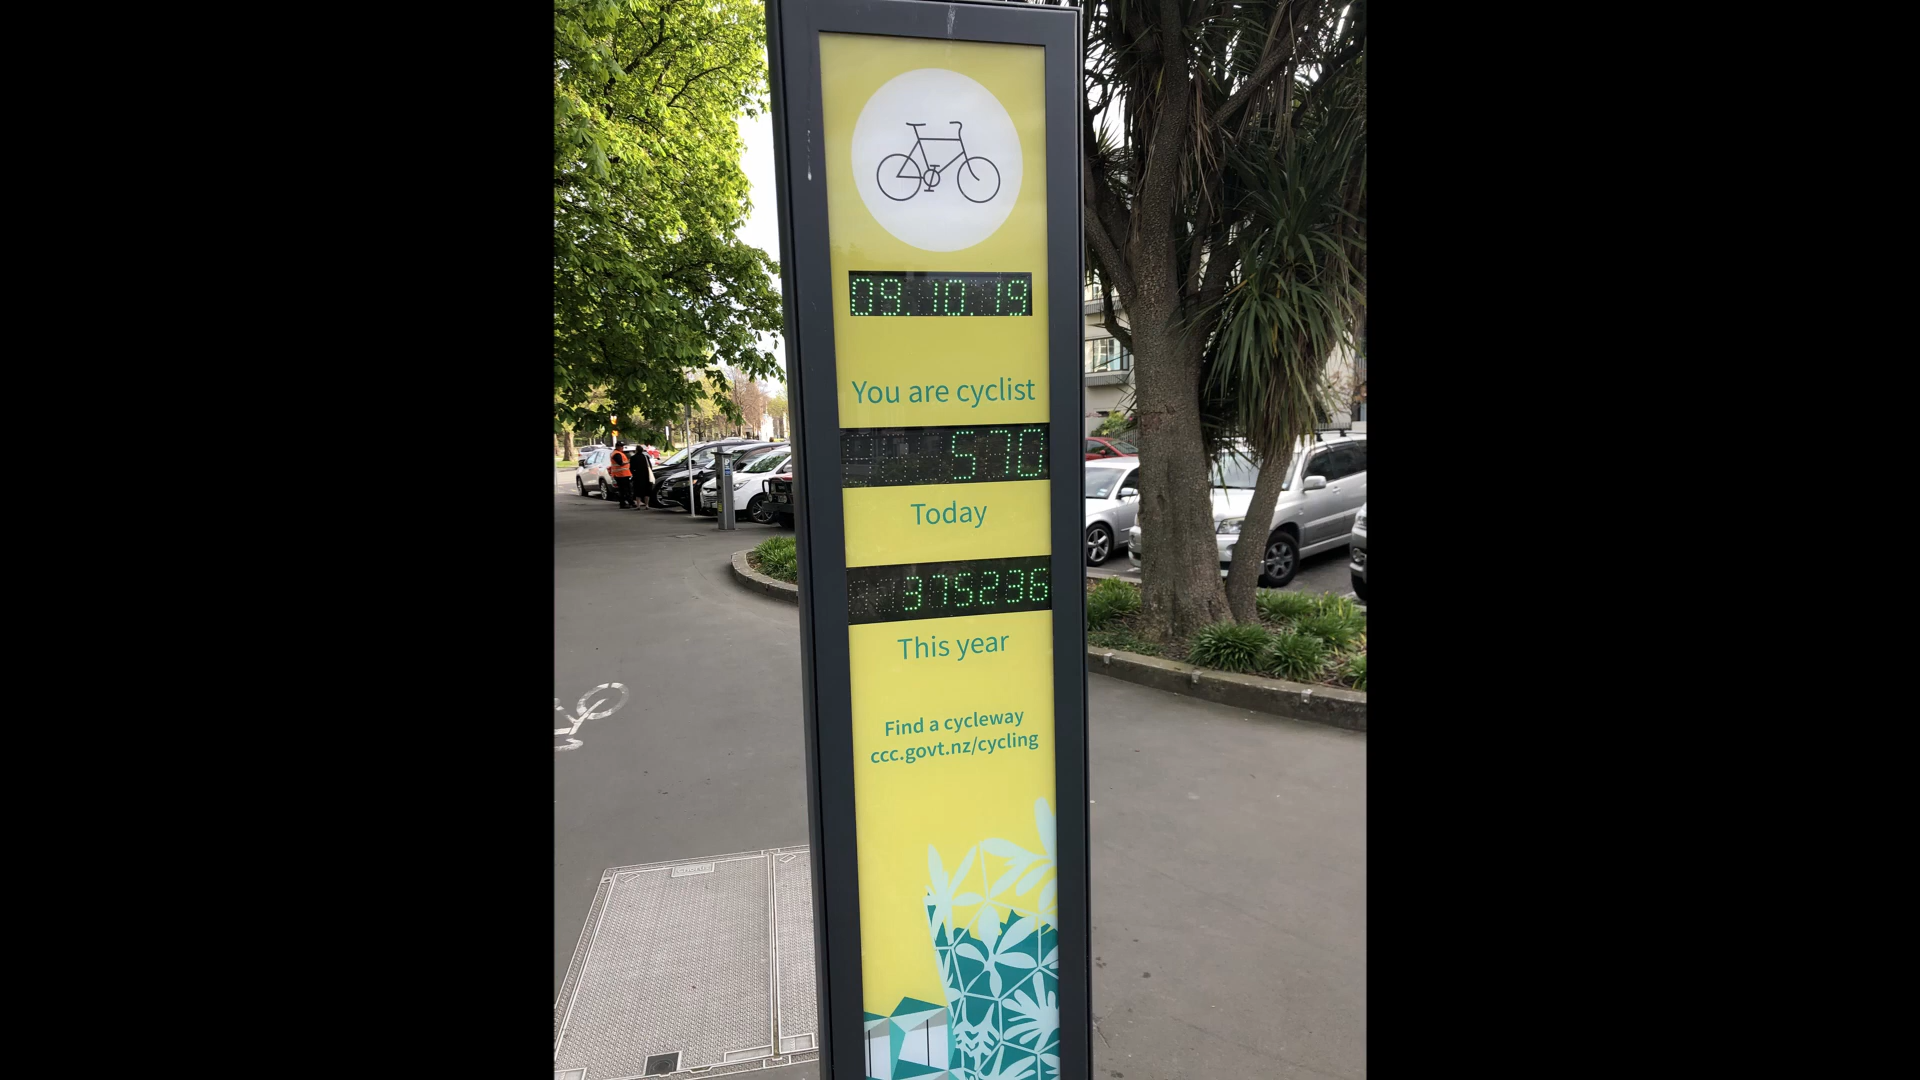 09.10.19
You are cyclist
570
Today
375236
This year
Find a cycleway
ccc.govt.nz/cycling